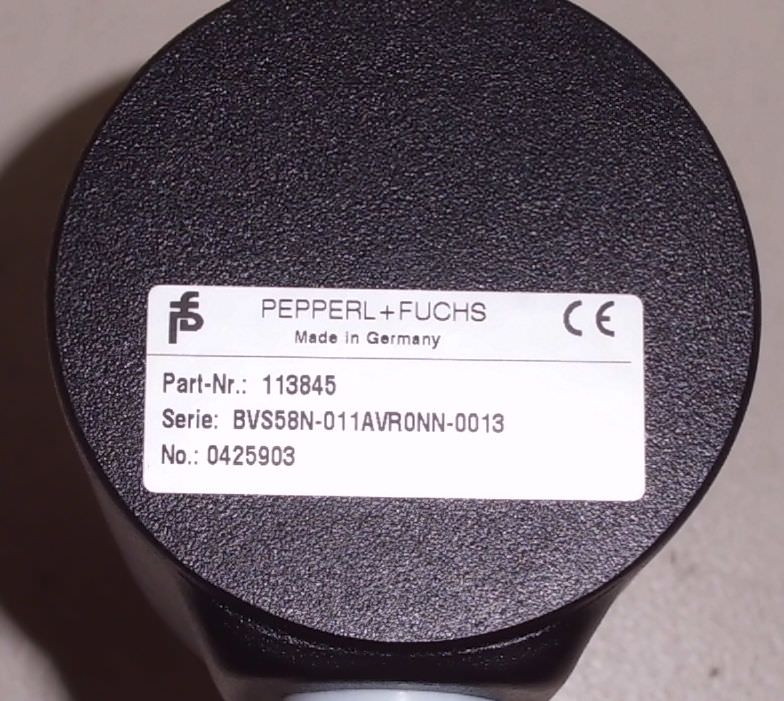 PEPPERL+FUCHS
Made in Germany
CE
Part-Nr.: 113845
Serie: BVS58N-011AVR0NN-0013
No.: 0425903